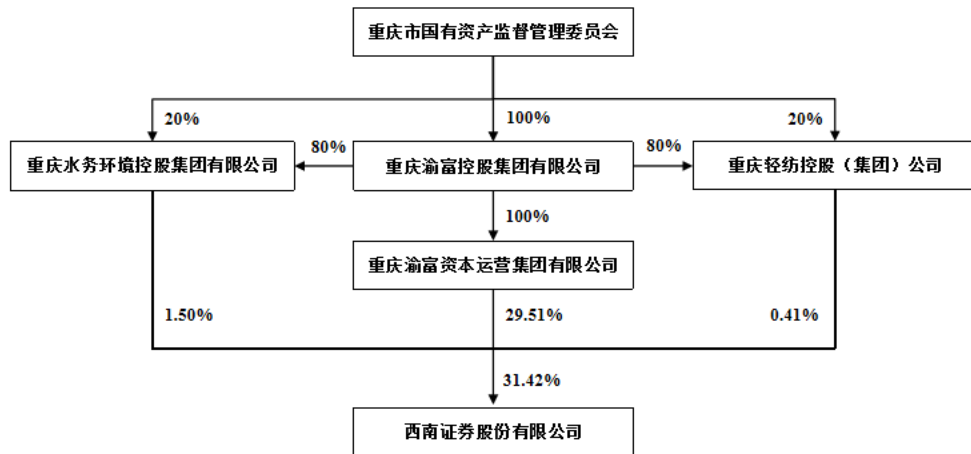 重庆市国有资产监督管理委员会
20%
100%
20%
重庆水务环境控股集团有限公司
80%
重庆渝富控股集团有限公司
80%
重庆轻纺控股（集团）公司
100%
重庆渝富资本运营集团有限公司
1.50%
29.51%
0.41%
31.42%
西南证券股份有限公司